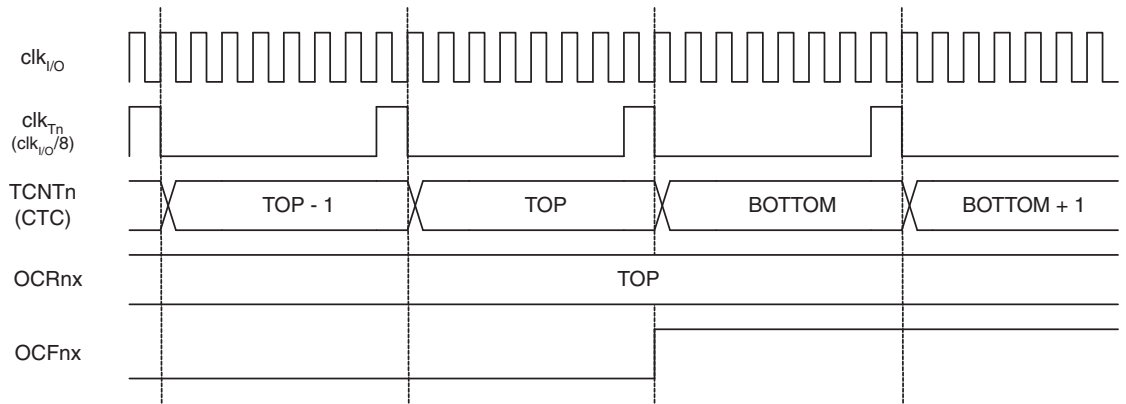 clkI/O
clkTn
(clkI/O/8)
TCNTn
(CTC)
TOP - 1
TOP
BOTTOM
BOTTOM + 1
OCRnx
TOP
OCFnx